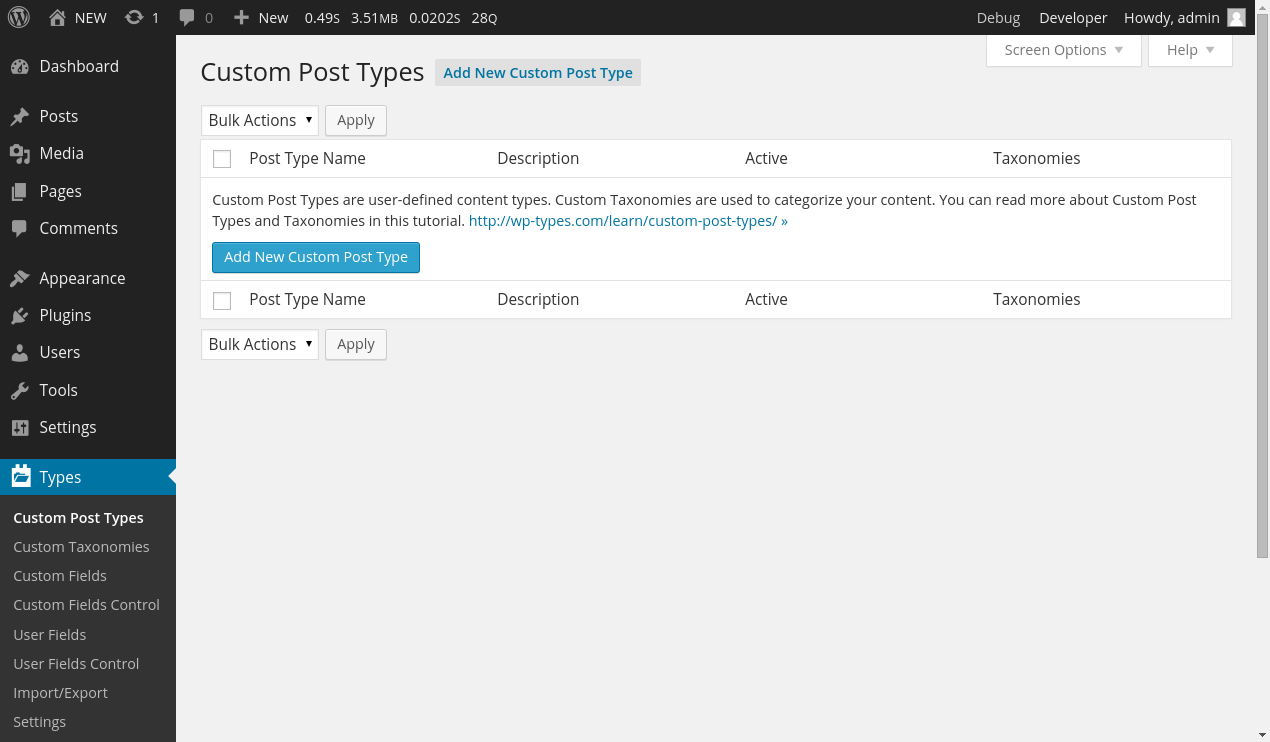 NEW 1 0 New 0.49S 3.51MB 0.0202S 28Q Debug Developer Howdy, admin
Screen Options Help
Dashboard
Posts
Media
Pages
Comments
Appearance
Plugins
Users
Tools
Settings
Types
Custom Post Types
Custom Taxonomies
Custom Fields
Custom Fields Control
User Fields
User Fields Control
Import/Export
Settings
Custom Post Types Add New Custom Post Type
Bulk Actions Apply
Post Type Name Description Active Taxonomies
Custom Post Types are user-defined content types. Custom Taxonomies are used to categorize your content. You can read more about Custom Post
Types and Taxonomies in this tutorial. http://wp-types.com/learn/custom-post-types/ »
Add New Custom Post Type
Post Type Name Description Active Taxonomies
Bulk Actions Apply